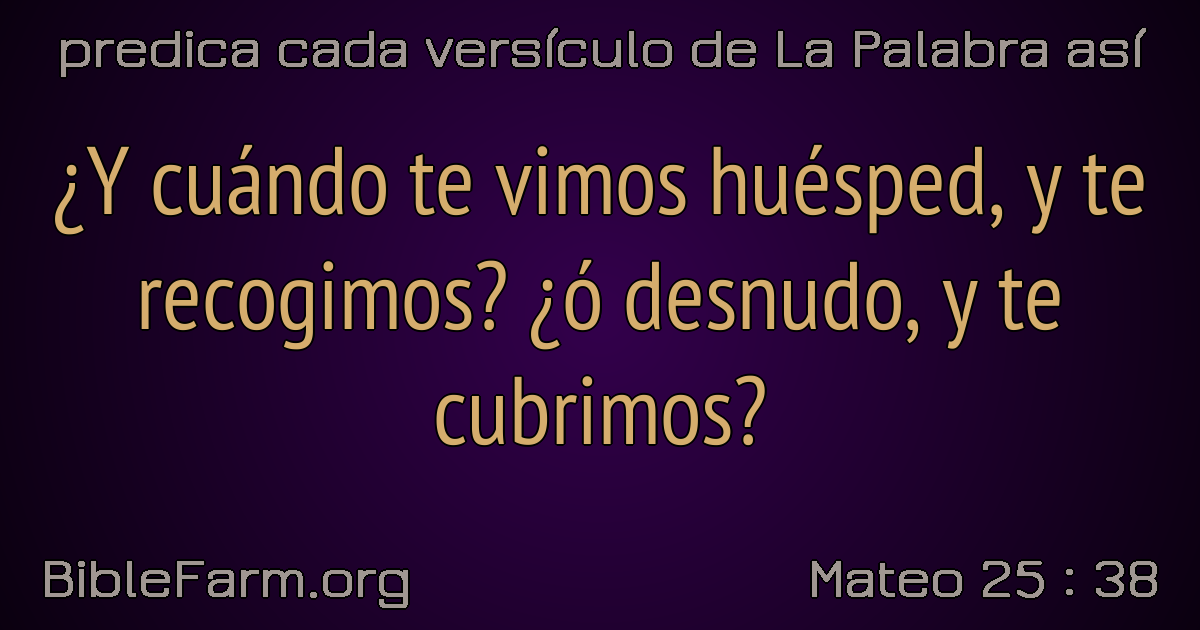 predica cada versículo de La Palabra así
¿Y cuándo te vimos huésped, y te
recogimos? ¿ó desnudo, y te
cubrimos?
BibleFarm.org
Mateo 25 : 38